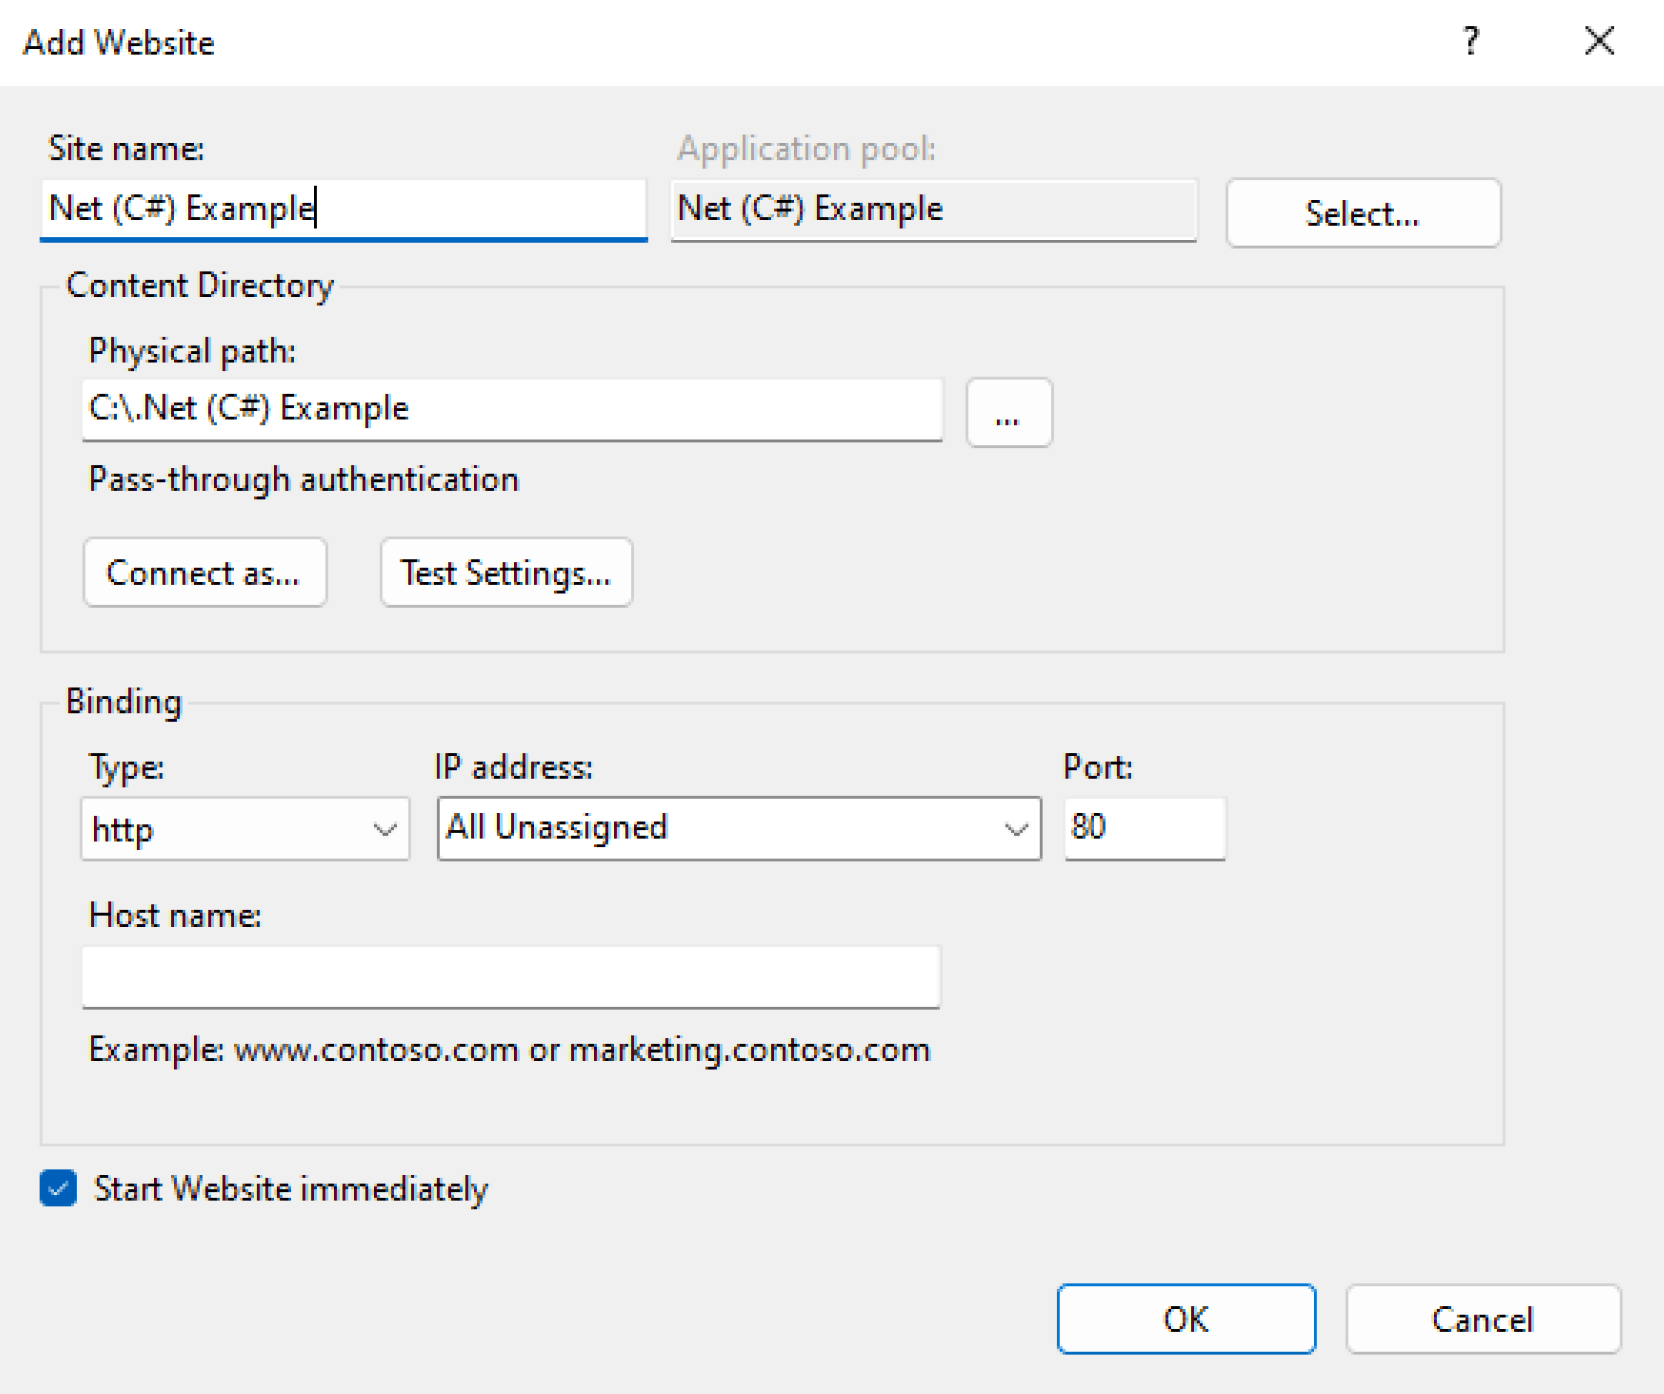 Add Website
?
Site name:
Application pool:
Net (C#) Example
Net (C#) Example
Select...
Content Directory
Physical path:
C:\.Net (C#) Example
...
Pass-through authentication
Connect as...
Test Settings...
Binding
Type:
IP address:
Port:
http
All Unassigned
80
Host name:
Example: www.contoso.com or marketing.contoso.com
Start Website immediately
OK
Cancel